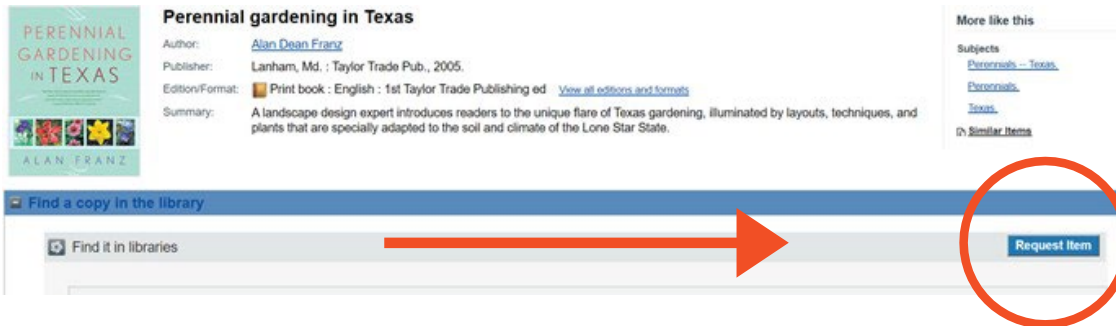 PERENNIAL
GARDENING
IN TEXAS
ALAN FRANZ
Perennial gardening in Texas
Author: Alan Dean Franz
Publisher: Lanham, Md. : Taylor Trade Pub., 2005.
Edition/Format: Print book : English : 1st Taylor Trade Publishing ed View all editions and formats
Summary: A landscape design expert introduces readers to the unique flare of Texas gardening, illuminated by layouts, techniques, and
plants that are specially adapted to the soil and climate of the Lone Star State.
More like this
Subjects
Perennials -- Texas.
Perennials.
Texas.
Similar Items
Find a copy in the library
Find it in libraries
Request Item